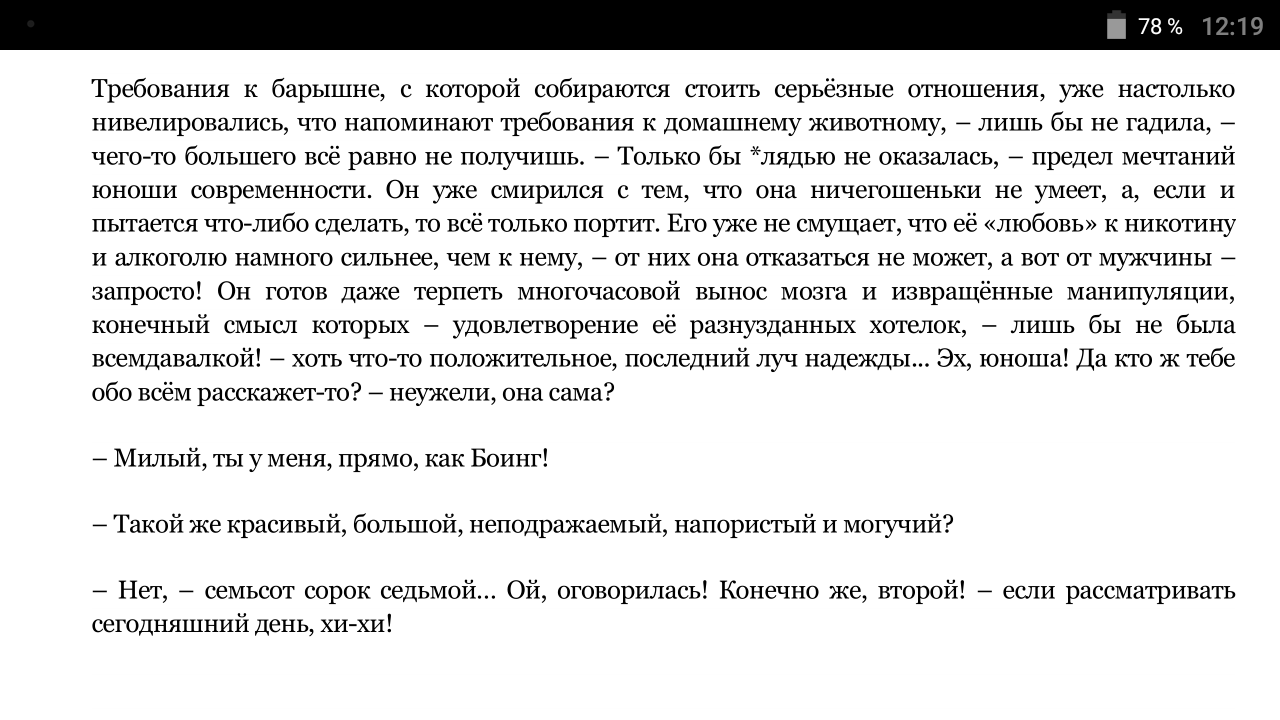 78 % 12:19
Требования к барышне, с которой собираются стоить серьёзные отношения, уже настолько
нивелировались, что напоминают требования к домашнему животному, – лишь бы не гадила, –
чего-то большего всё равно не получишь. – Только бы *лядью не оказалась, – предел мечтаний
юноши современности. Он уже смирился с тем, что она ничегошеньки не умеет, а, если и
пытается что-либо сделать, то всё только портит. Его уже не смущает, что её «любовь» к никотину
и алкоголю намного сильнее, чем к нему, – от них она отказаться не может, а вот от мужчины –
запросто! Он готов даже терпеть многочасовой вынос мозга и извращённые манипуляции,
конечный смысл которых – удовлетворение её разнузданных хотелок, – лишь бы не была
всемдавалкой! – хоть что-то положительное, последний луч надежды... Эх, юноша! Да кто ж тебе
обо всём расскажет-то? – неужели, она сама?
– Милый, ты у меня, прямо, как Боинг!
– Такой же красивый, большой, неподражаемый, напористый и могучий?
– Нет, – семьсот сорок седьмой... Ой, оговорилась! Конечно же, второй! – если рассматривать
сегодняшний день, хи-хи!